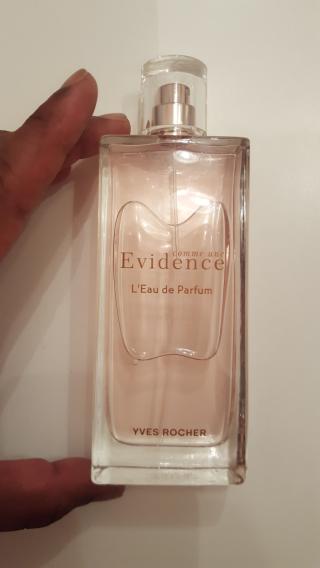 comme une
Evidence
L'Eau de Parfum
YVES ROCHER